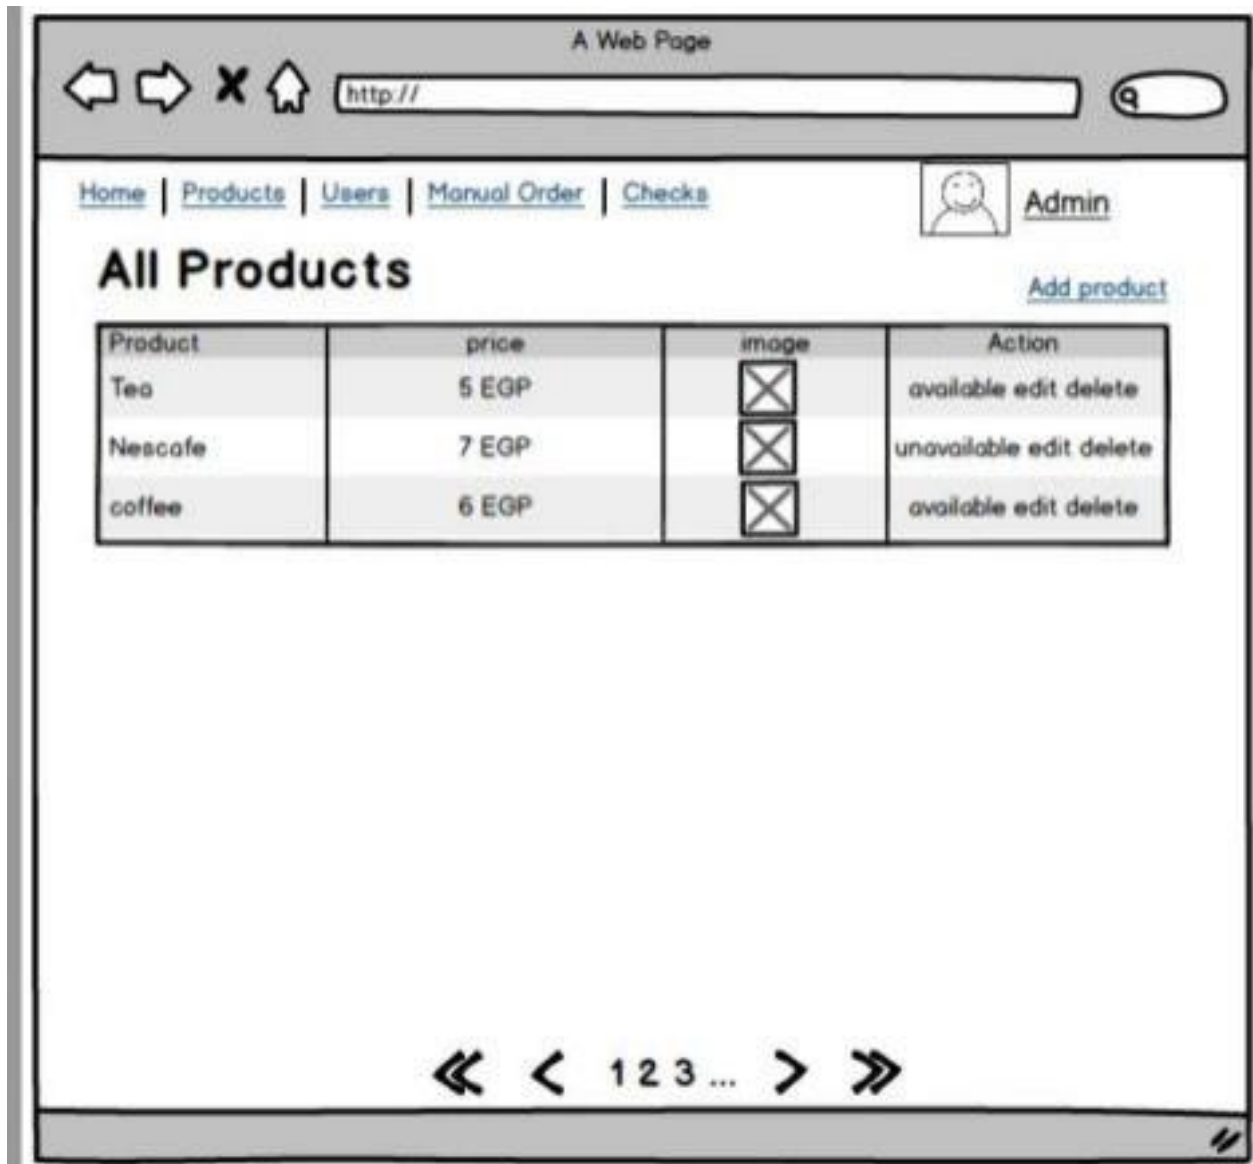 A Web Page
http://
Home | Products | Users | Manual Order | Checks
Admin
All Products
Add product
Product price image Action
Tea 5 EGP available edit delete
Nescafe 7 EGP unavailable edit delete
coffee 6 EGP available edit delete
1 2 3 ...